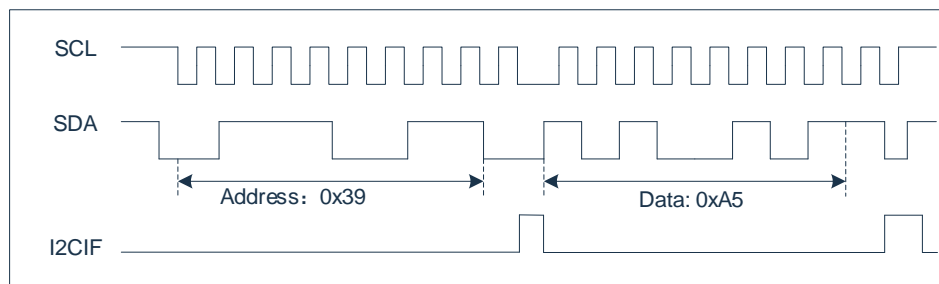 SCL
SDA
Address：0x39
Data: 0xA5
I2CIF